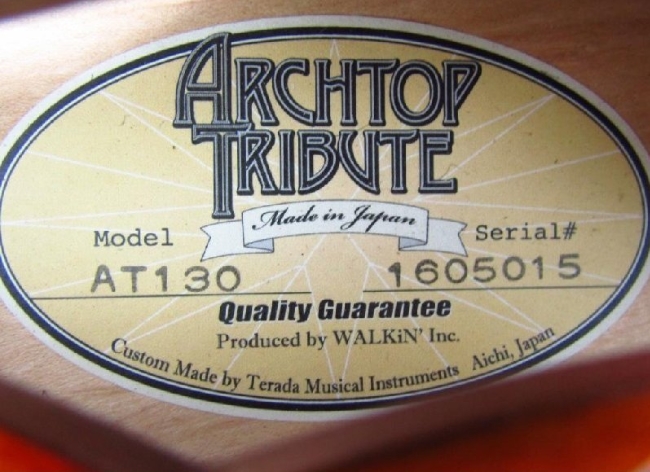 ARCHTOP
TRIBUTE
Made in Japan
Model Serial#
AT130 1605015
Quality Guarantee
Produced by WALKiN' Inc.
Custom Made by Terada Musical Instruments Aichi, Japan